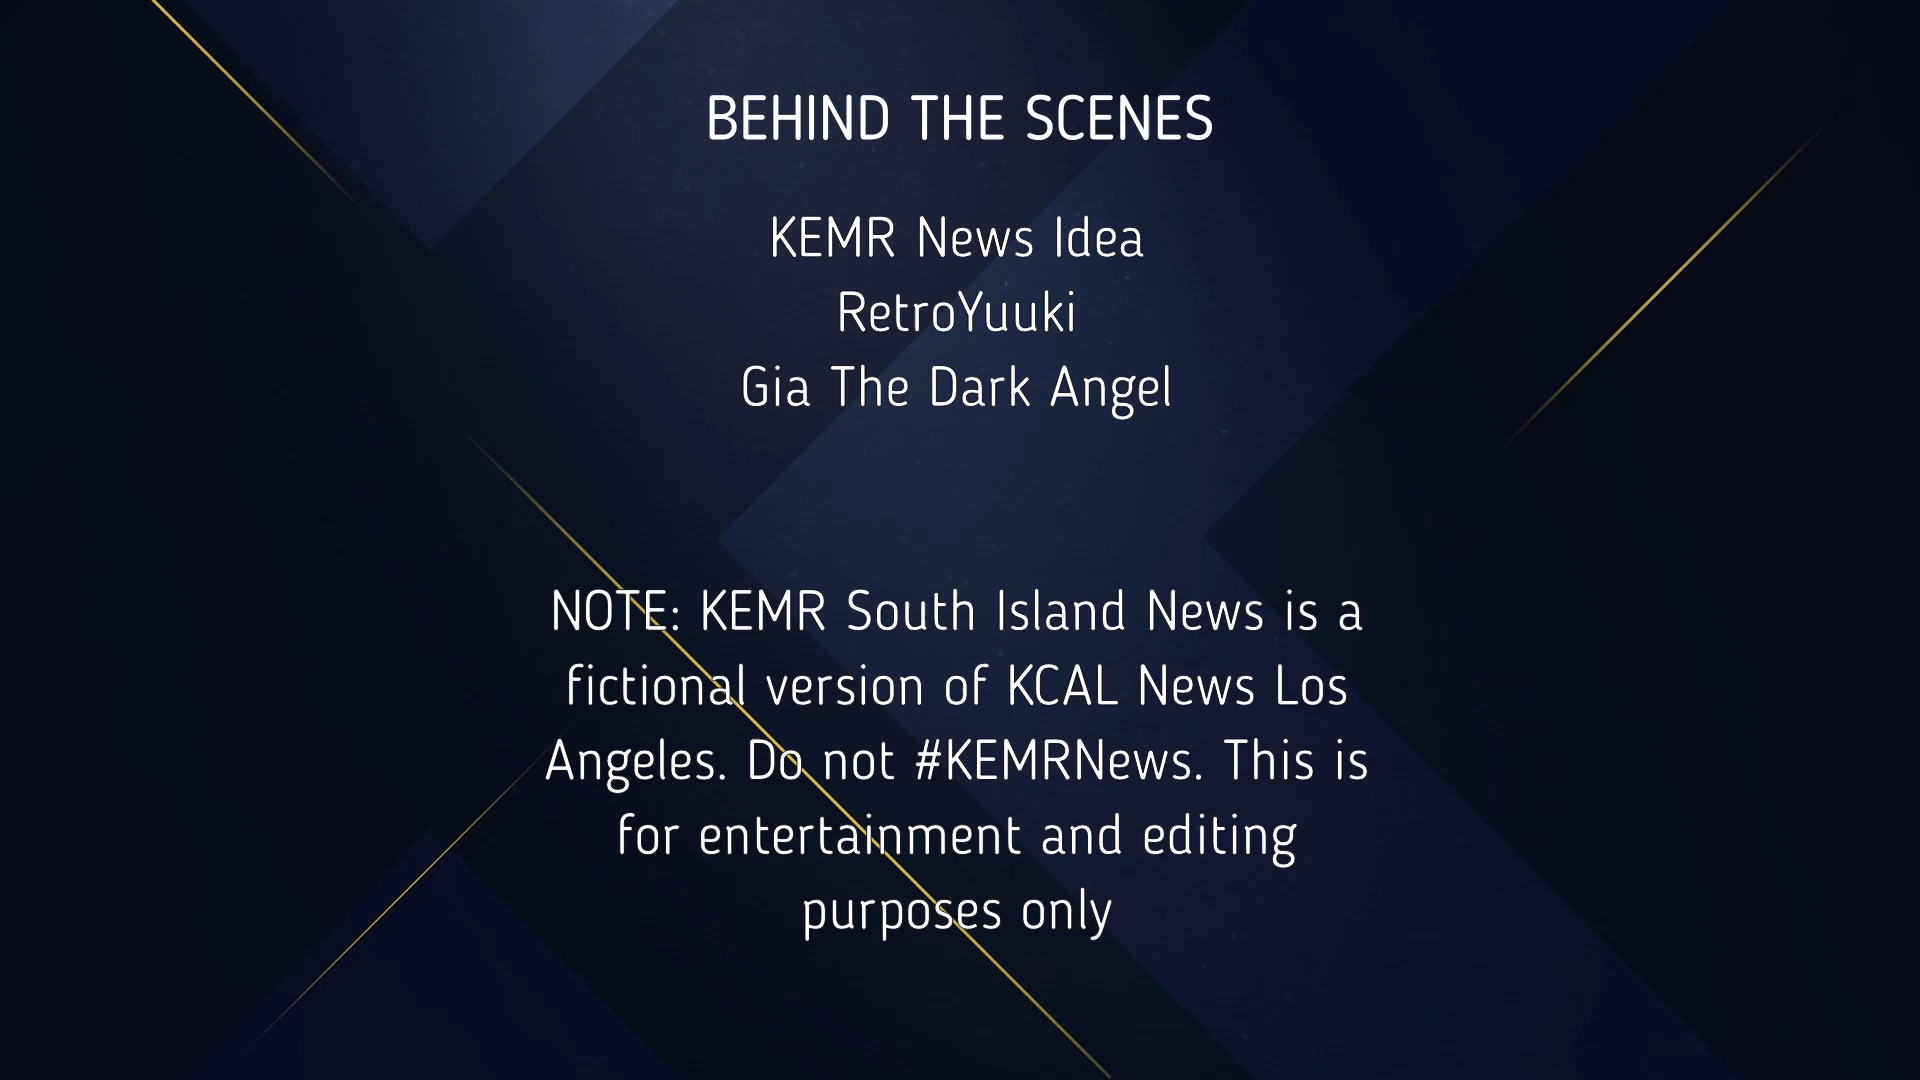 BEHIND THE SCENES
KEMR News Idea
RetroYuuki
Gia The Dark Angel
NOTE: KEMR South Island News is a
fictional version of KCAL News Los
Angeles. Do not #KEMRNews. This is
for entertainment and editing
purposes only